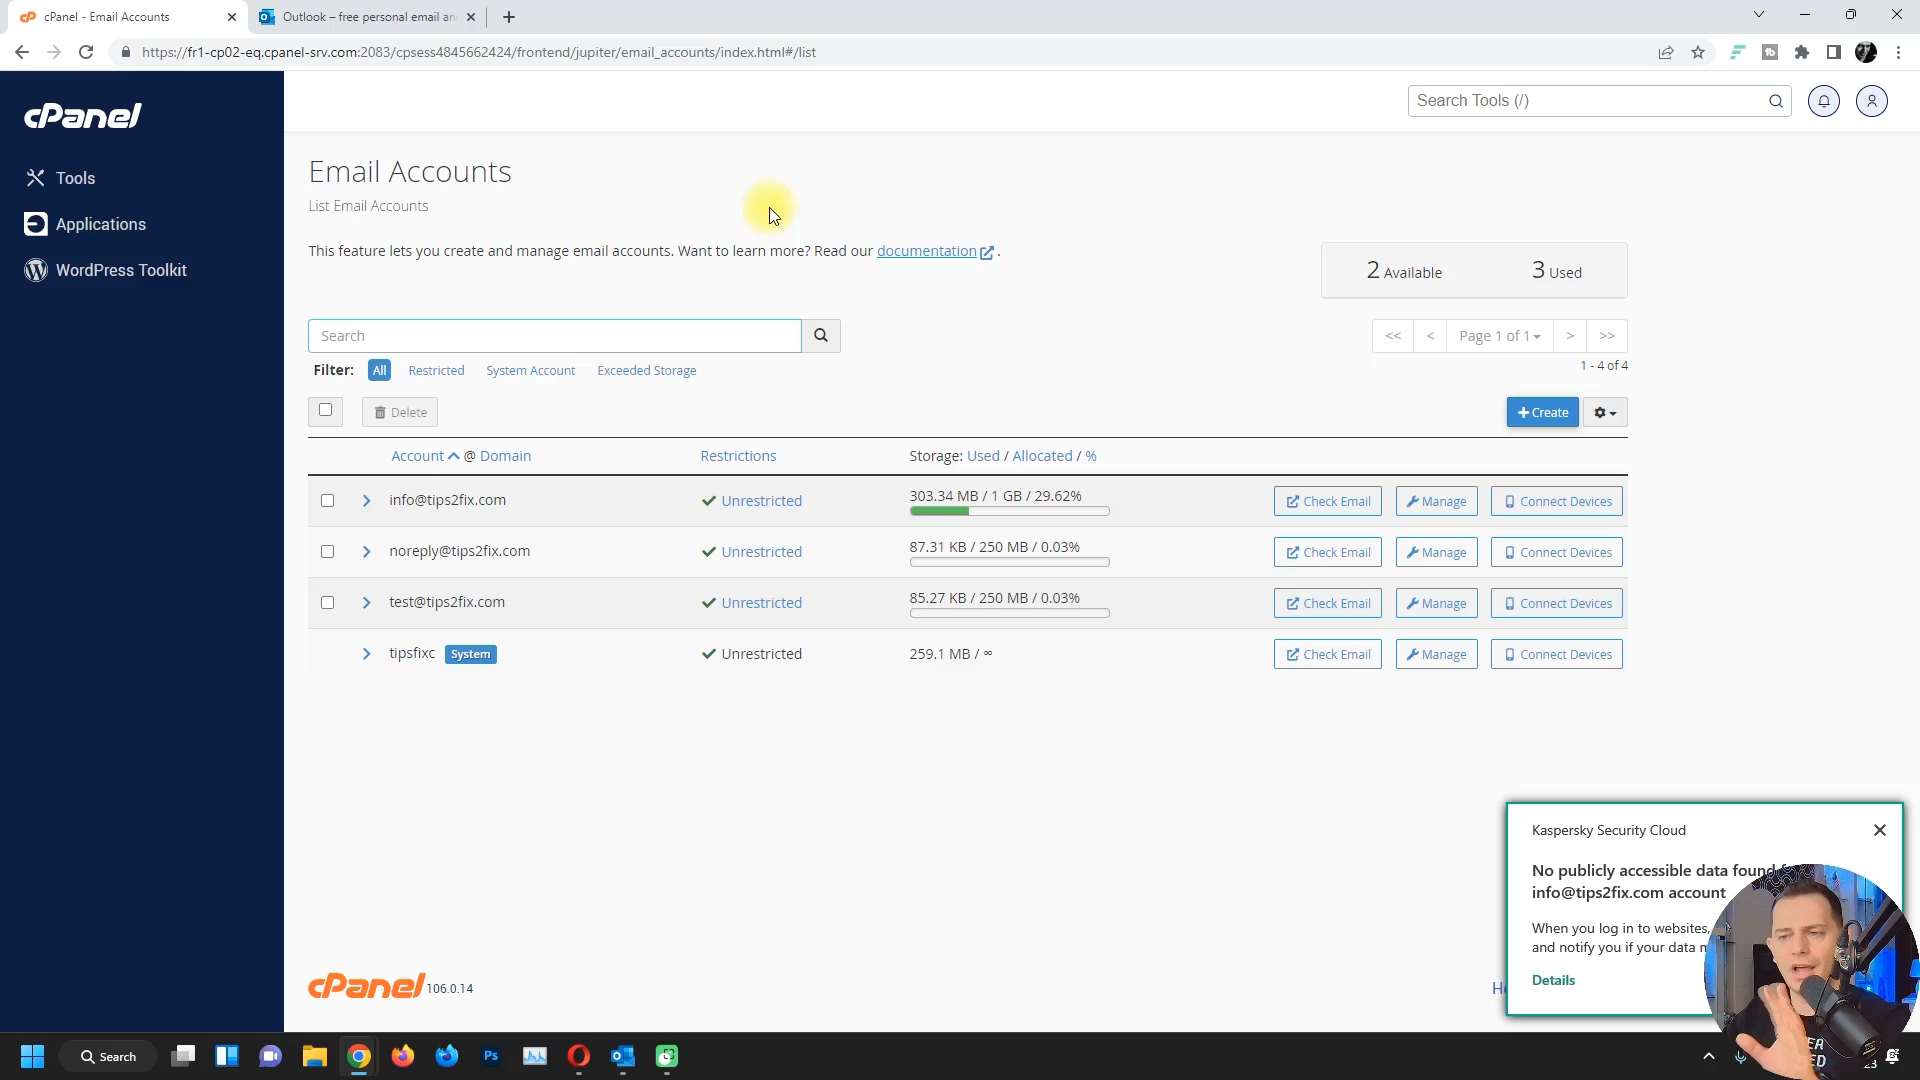 cPanel - Email Accounts
Outlook – free personal email an
https://fr1-cp02-eq.cpanel-srv.com:2083/cpsess4845662424/frontend/jupiter/email_accounts/index.html#/list
cPanel
Search Tools (/)
Tools
Applications
WordPress Toolkit
Email Accounts
List Email Accounts
This feature lets you create and manage email accounts. Want to learn more? Read our documentation .
2 Available 3 Used
Search
<< < Page 1 of 1 > >>
Filter: All Restricted System Account Exceeded Storage
1 - 4 of 4
Delete
+ Create
Account @ Domain Restrictions Storage: Used / Allocated / %
info@tips2fix.com Unrestricted 303.34 MB / 1 GB / 29.62% Check Email Manage Connect Devices
noreply@tips2fix.com Unrestricted 87.31 KB / 250 MB / 0.03% Check Email Manage Connect Devices
test@tips2fix.com Unrestricted 85.27 KB / 250 MB / 0.03% Check Email Manage Connect Devices
tipsfixc System Unrestricted 259.1 MB / ∞ Check Email Manage Connect Devices
Kaspersky Security Cloud
No publicly accessible data found
info@tips2fix.com account
When you log in to websites,
and notify you if your data
Details
cPanel 106.0.14
Search
Ps
23